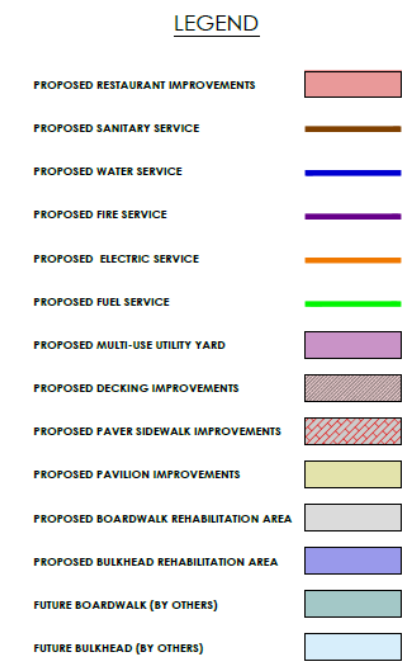 LEGEND
PROPOSED RESTAURANT IMPROVEMENTS
PROPOSED SANITARY SERVICE
PROPOSED WATER SERVICE
PROPOSED FIRE SERVICE
PROPOSED ELECTRIC SERVICE
PROPOSED FUEL SERVICE
PROPOSED MULTI-USE UTILITY YARD
PROPOSED DECKING IMPROVEMENTS
PROPOSED PAVER SIDEWALK IMPROVEMENTS
PROPOSED PAVILION IMPROVEMENTS
PROPOSED BOARDWALK REHABILITATION AREA
PROPOSED BULKHEAD REHABILITATION AREA
FUTURE BOARDWALK (BY OTHERS)
FUTURE BULKHEAD (BY OTHERS)